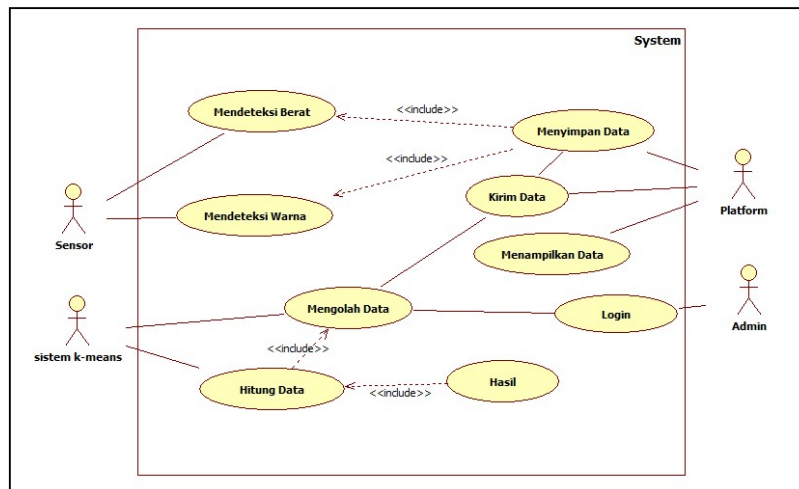 System
Mendeteksi Berat
<<include>>
Menyimpan Data
<<include>>
Kirim Data
Platform
Mendeteksi Warna
Sensor
Menampilkan Data
Mengolah Data
Login
Admin
sistem k-means
<<include>>
Hitung Data
<<include>>
Hasil